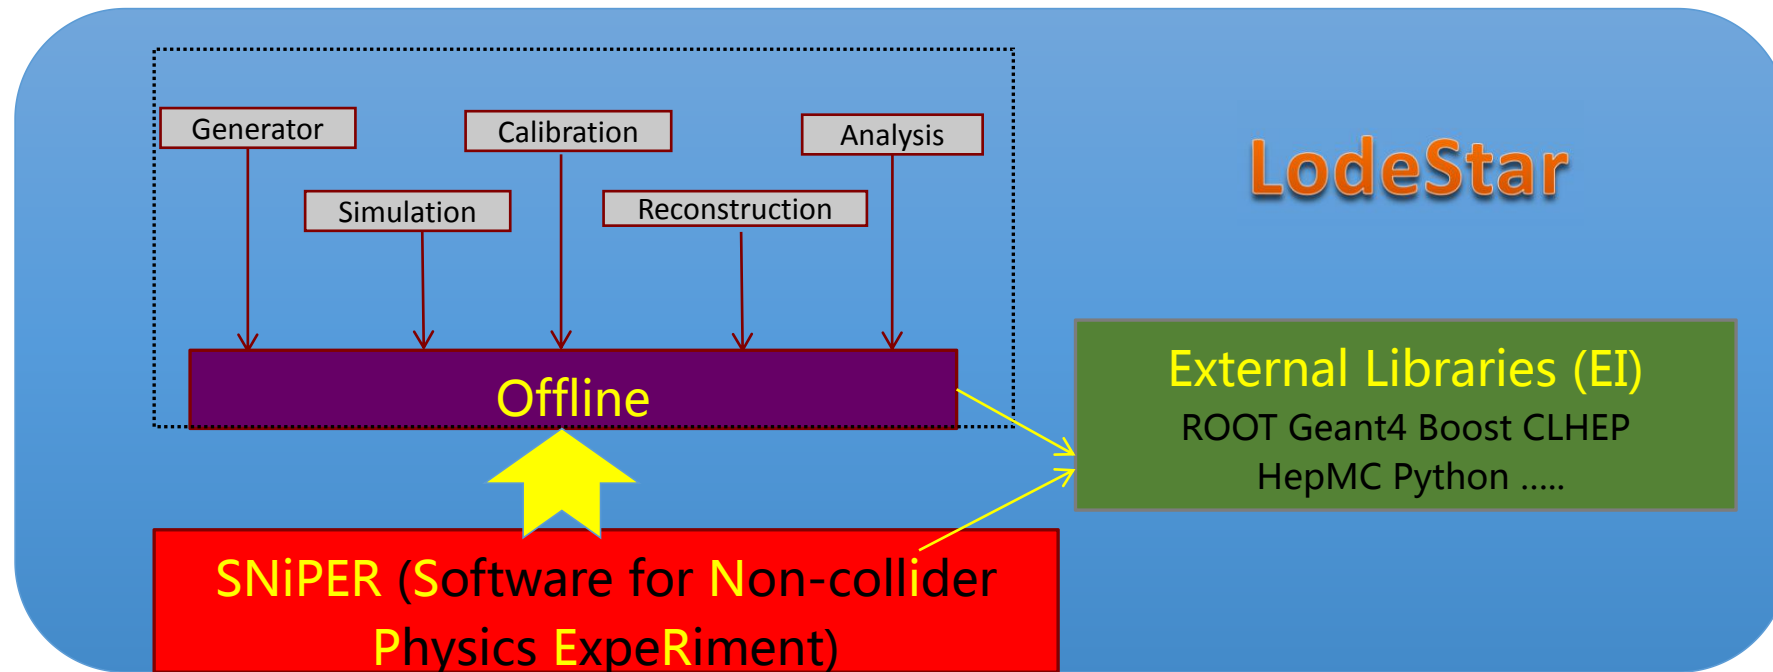 Generator
Calibration
Analysis
Simulation
Reconstruction
LodeStar
Offline
External Libraries (EI)
ROOT Geant4 Boost CLHEP
HepMC Python .....
SNiPER (Software for Non-collider
Physics ExpeRiment)